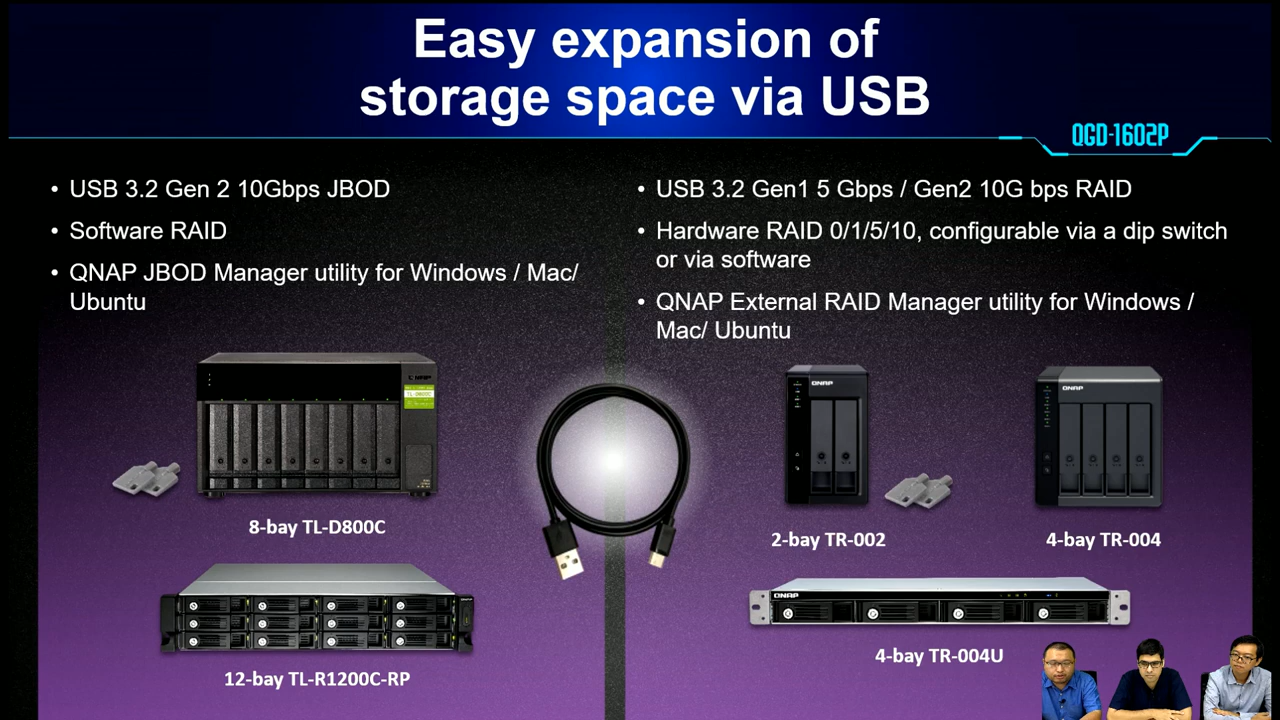 Easy expansion of
storage space via USB
QGD-1602P
• USB 3.2 Gen 2 10Gbps JBOD
• Software RAID
• QNAP JBOD Manager utility for Windows / Mac/
Ubuntu
• USB 3.2 Gen1 5 Gbps / Gen2 10G bps RAID
• Hardware RAID 0/1/5/10, configurable via a dip switch
or via software
• QNAP External RAID Manager utility for Windows /
Mac/ Ubuntu
QNAP
TL-D800C
8-bay TL-D800C
12-bay TL-R1200C-RP
QNAP
2-bay TR-002
QNAP
4-bay TR-004
QNAP
4-bay TR-004U